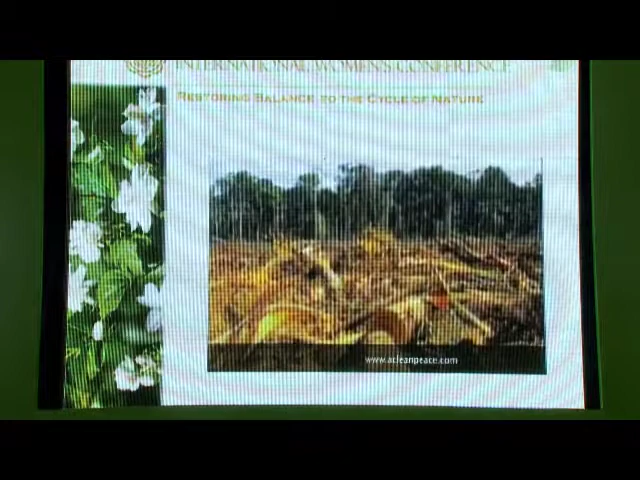 INTERNATIONAL WOMEN'S CONFERENCE
RESTORING BALANCE TO THE CYCLE OF NATURE
www.acleanpeace.com